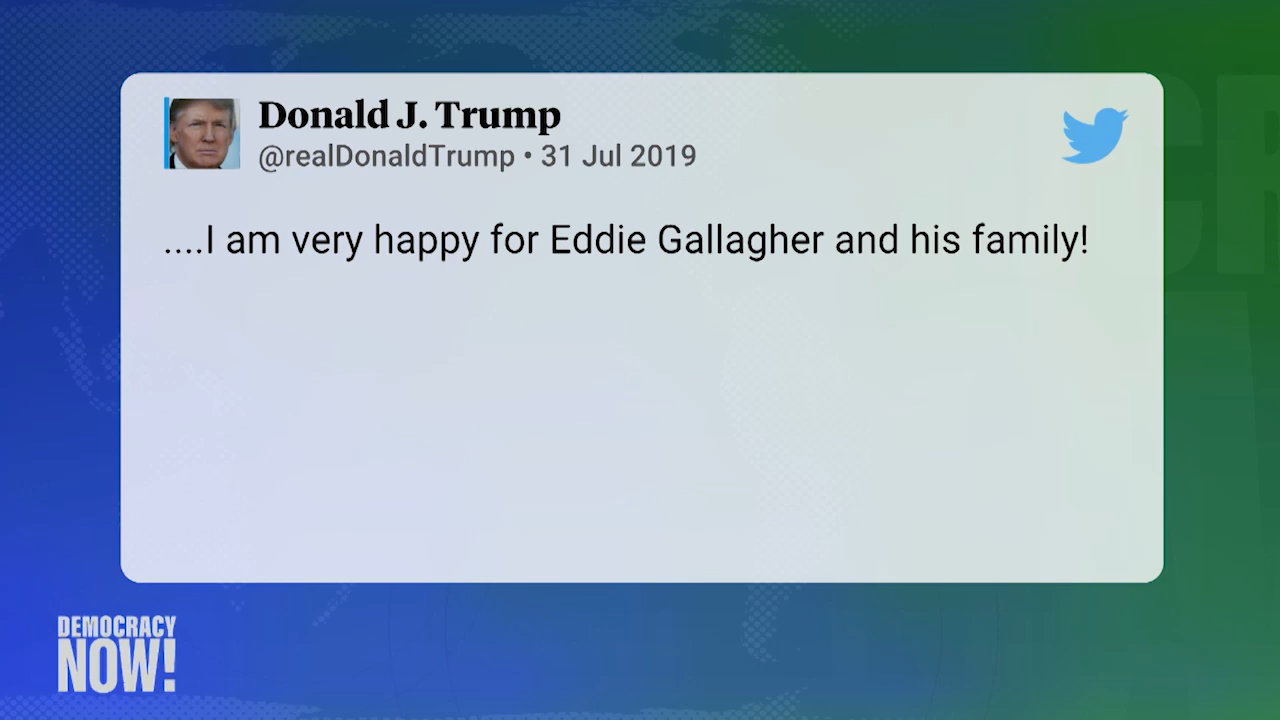 Donald J. Trump
@realDonaldTrump • 31 Jul 2019
....I am very happy for Eddie Gallagher and his family!
DEMOCRACY
NOW!